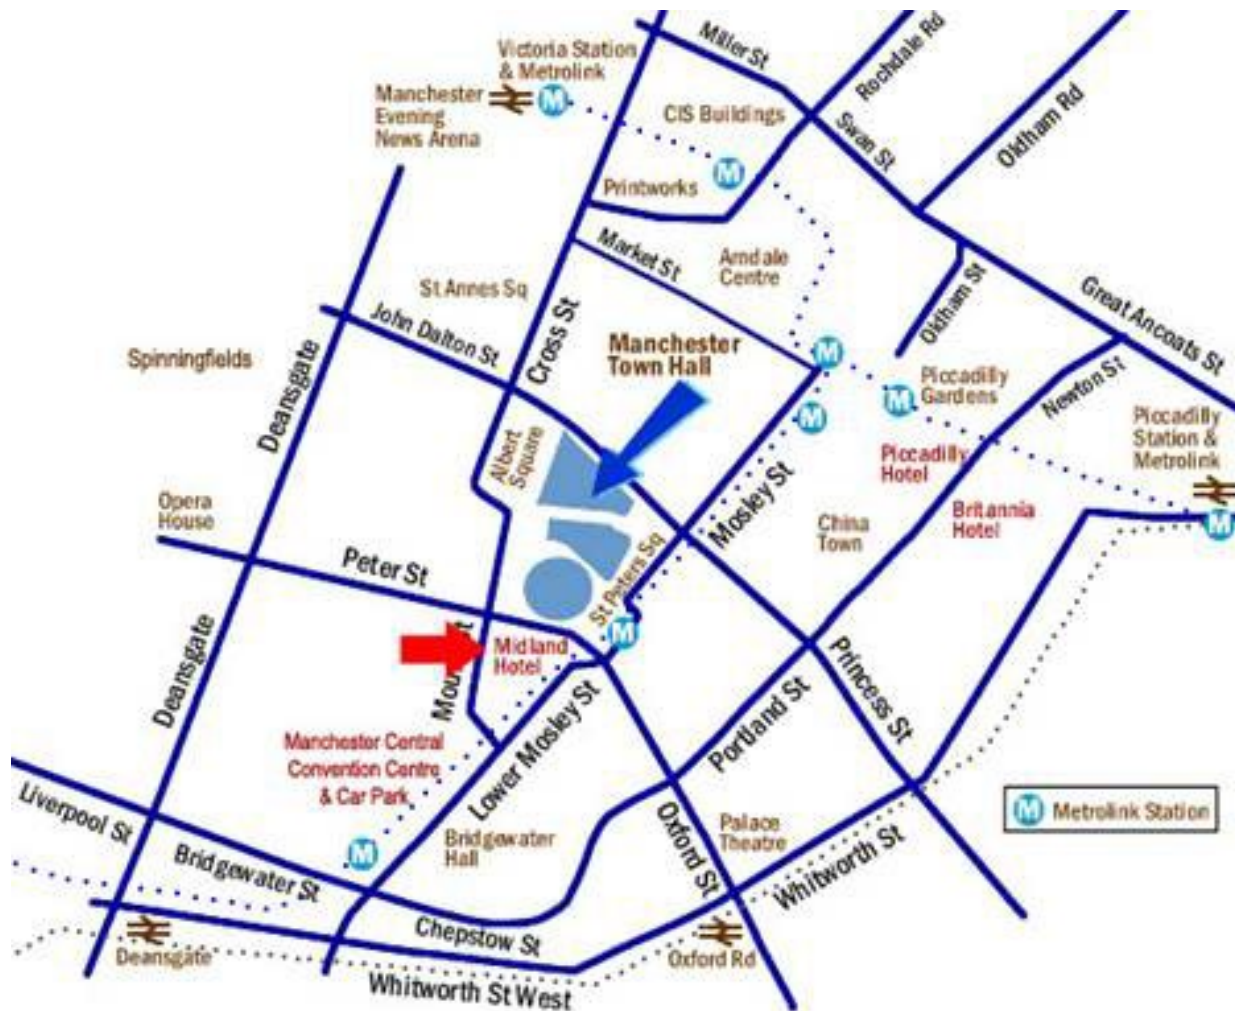 Miller St
Rochdale Rd
Victoria Station
& Metrolink
Manchester
Evening
News Arena
M
CIS Buildings
Swan St
Oldham Rd
M
Printworks
Market St
Arndale
Centre
St Annes Sq
John Dalton St
Cross St
Oldham St
Great Ancoats St
Spinningfields
Deansgate
Manchester
Town Hall
M
Piccadilly
Gardens
M
Newton St
M
Piccadilly
Station &
Metrolink
Albert
Square
Piccadilly
Hotel
Mosley St
Opera
House
China
Town
Britannia
Hotel
M
Peter St
St Peters Sq
M
Midland
Hotel
Deansgate
Princess St
Portland St
Manchester Central
Convention Centre
& Car Park
Lower Mosley St
Liverpool St
M
Bridgewater
Hall
Oxford St
Palace
Theatre
M Metrolink Station
Bridgewater St
Whitworth St
Chepstow St
Deansgate
Oxford Rd
Whitworth St West